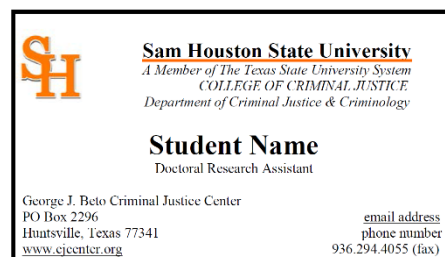 SH
Sam Houston State University
A Member of The Texas State University System
COLLEGE OF CRIMINAL JUSTICE
Department of Criminal Justice & Criminology
Student Name
Doctoral Research Assistant
George J. Beto Criminal Justice Center
PO Box 2296
Huntsville, Texas 77341
www.cjcenter.org
email address
phone number
936.294.4055 (fax)